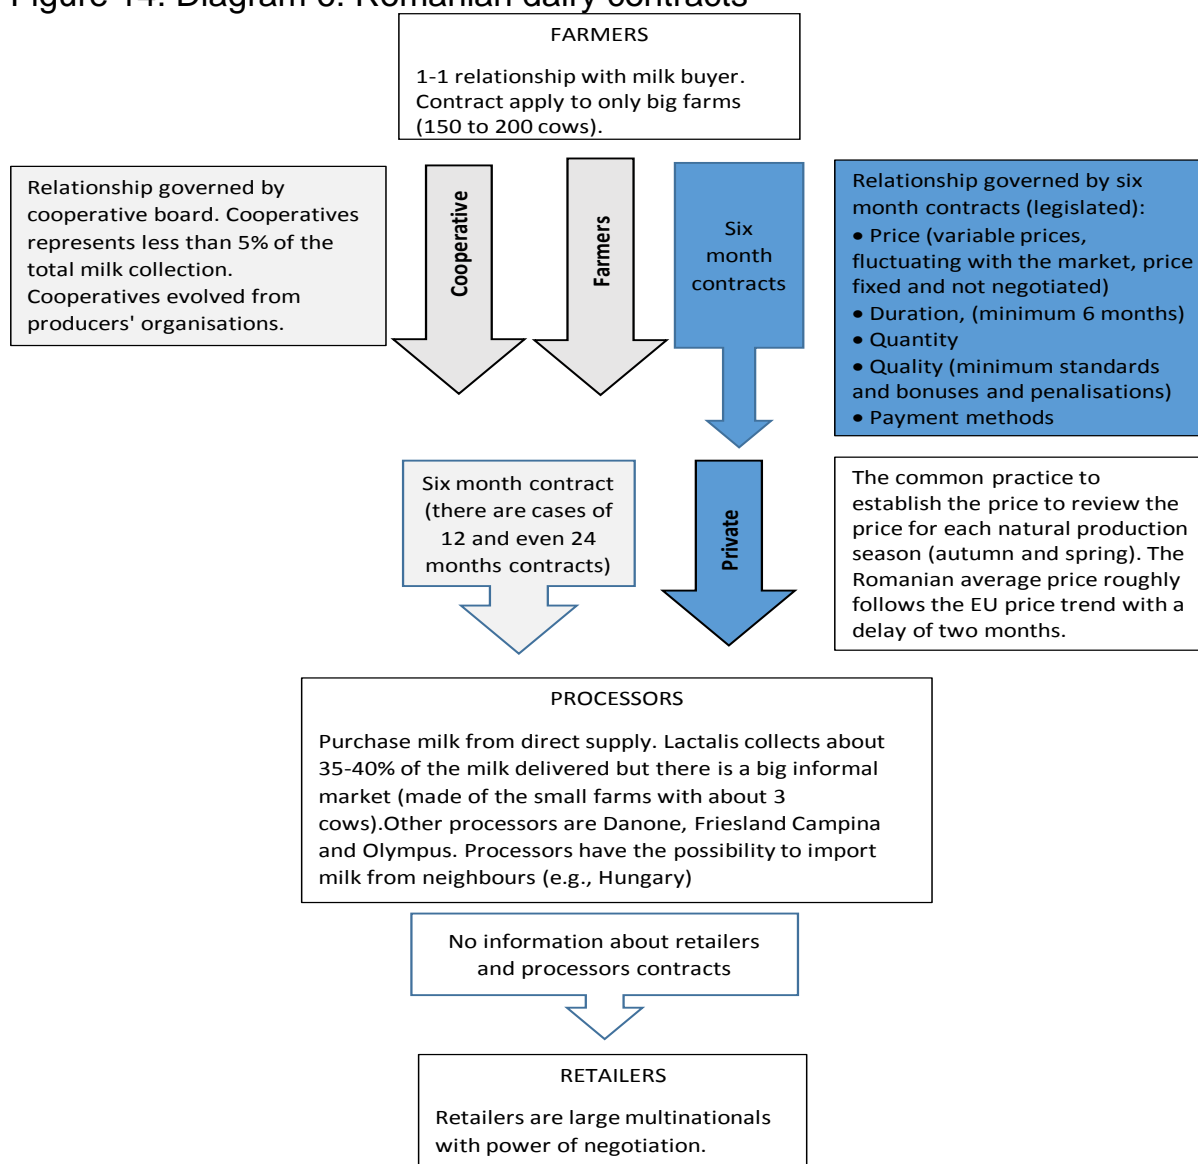 Figure 14: Diagram 6: Romanian dairy contracts
FARMERS
1-1 relationship with milk buyer.
Contract apply to only big farms
(150 to 200 cows).
Relationship governed by
cooperative board. Cooperatives
represents less than 5% of the
total milk collection.
Cooperatives evolved from
producers' organisations.
Cooperative
Farmers
Six
month
contracts
Relationship governed by six
month contracts (legislated):
• Price (variable prices,
fluctuating with the market, price
fixed and not negotiated)
• Duration, (minimum 6 months)
• Quantity
• Quality (minimum standards
and bonuses and penalisations)
• Payment methods
Six month contract
(there are cases of
12 and even 24
months contracts)
Private
The common practice to
establish the price to review the
price for each natural production
season (autumn and spring). The
Romanian average price roughly
follows the EU price trend with a
delay of two months.
PROCESSORS
Purchase milk from direct supply. Lactalis collects about
35-40% of the milk delivered but there is a big informal
market (made of the small farms with about 3
cows).Other processors are Danone, Friesland Campina
and Olympus. Processors have the possibility to import
milk from neighbours (e.g., Hungary)
No information about retailers
and processors contracts
RETAILERS
Retailers are large multinationals
with power of negotiation.